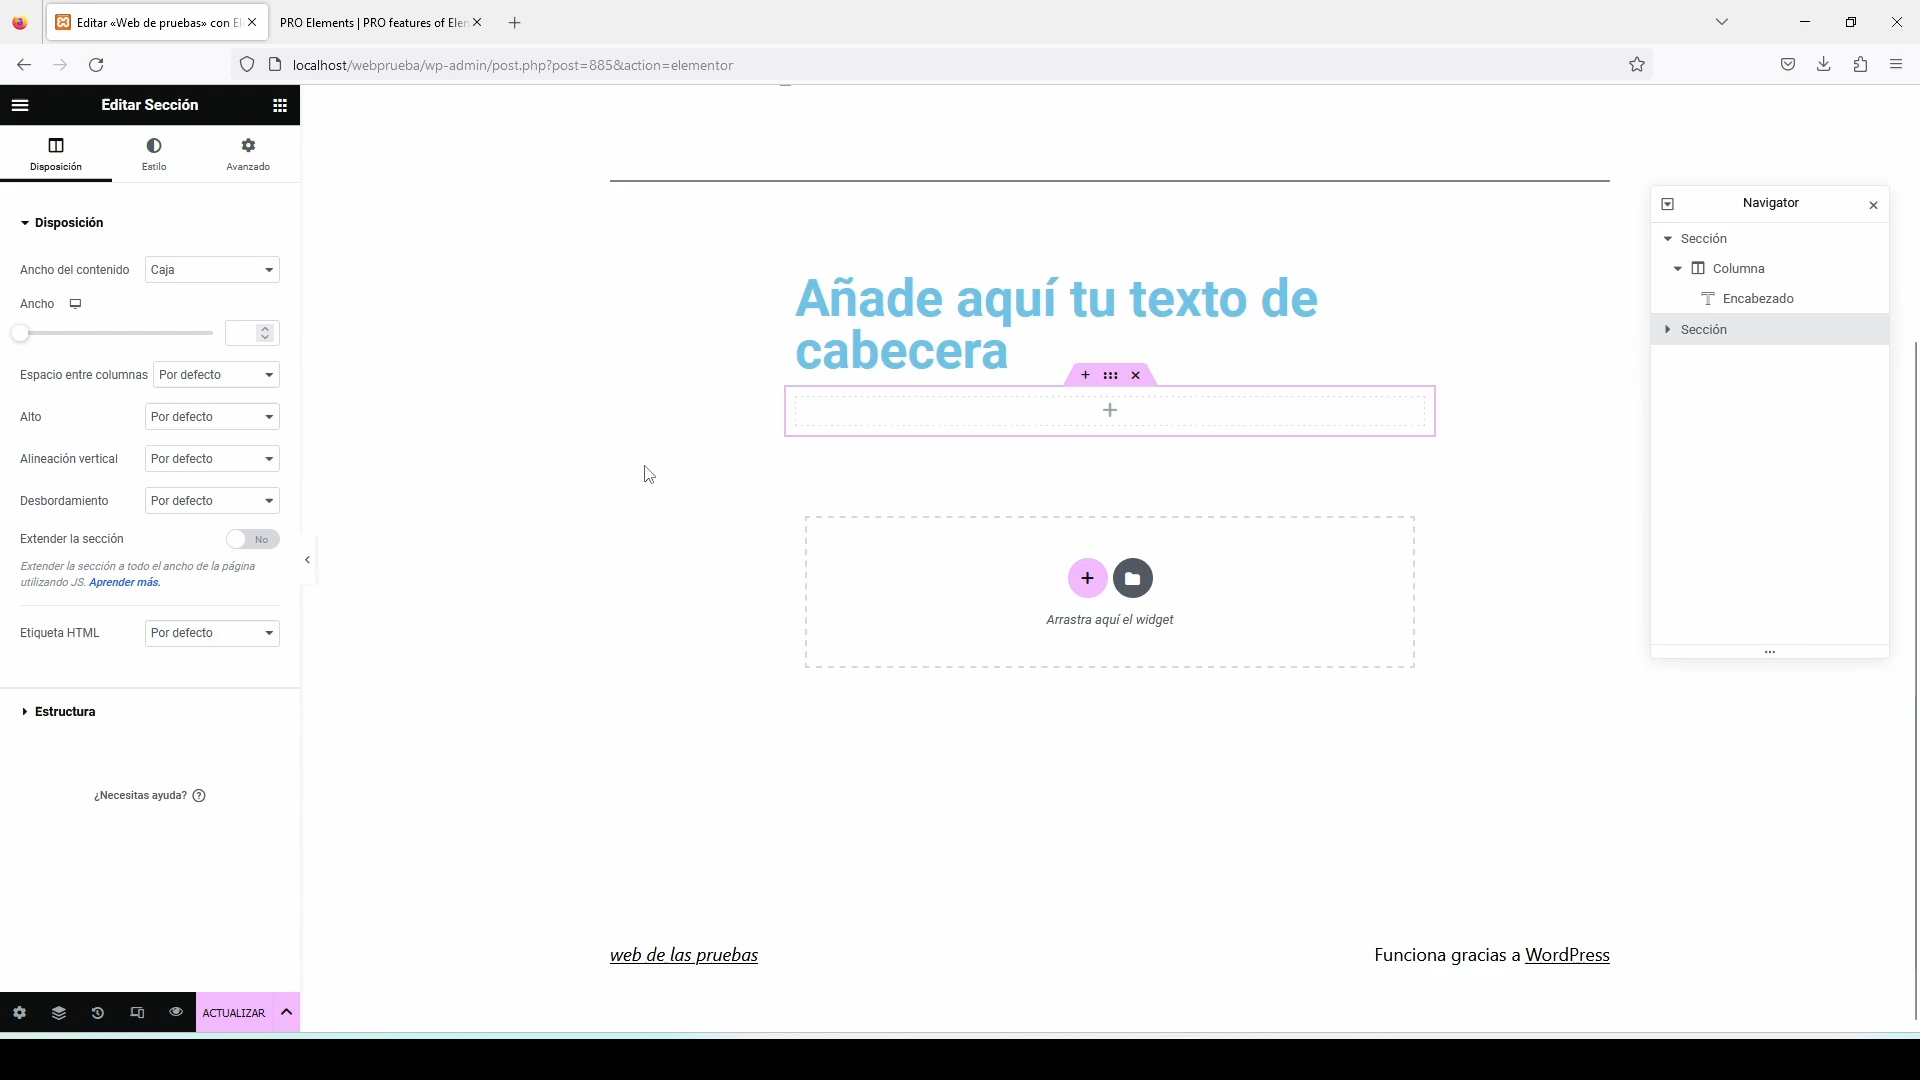 Editar «Web de pruebas» con El
PRO Elements | PRO features of Elem
localhost/webprueba/wp-admin/post.php?post=885&action=elementor
Editar Sección
Disposición
Estilo
Avanzado
Disposición
Ancho del contenido
Caja
Ancho
Espacio entre columnas
Por defecto
Alto
Por defecto
Alineación vertical
Por defecto
Desbordamiento
Por defecto
Extender la sección
No
Extender la sección a todo el ancho de la página
utilizando JS. Aprender más.
Etiqueta HTML
Por defecto
Estructura
¿Necesitas ayuda?
ACTUALIZAR
Añade aquí tu texto de
cabecera
Arrastra aquí el widget
web de las pruebas
Funciona gracias a WordPress
Navigator
Sección
Columna
Encabezado
Sección